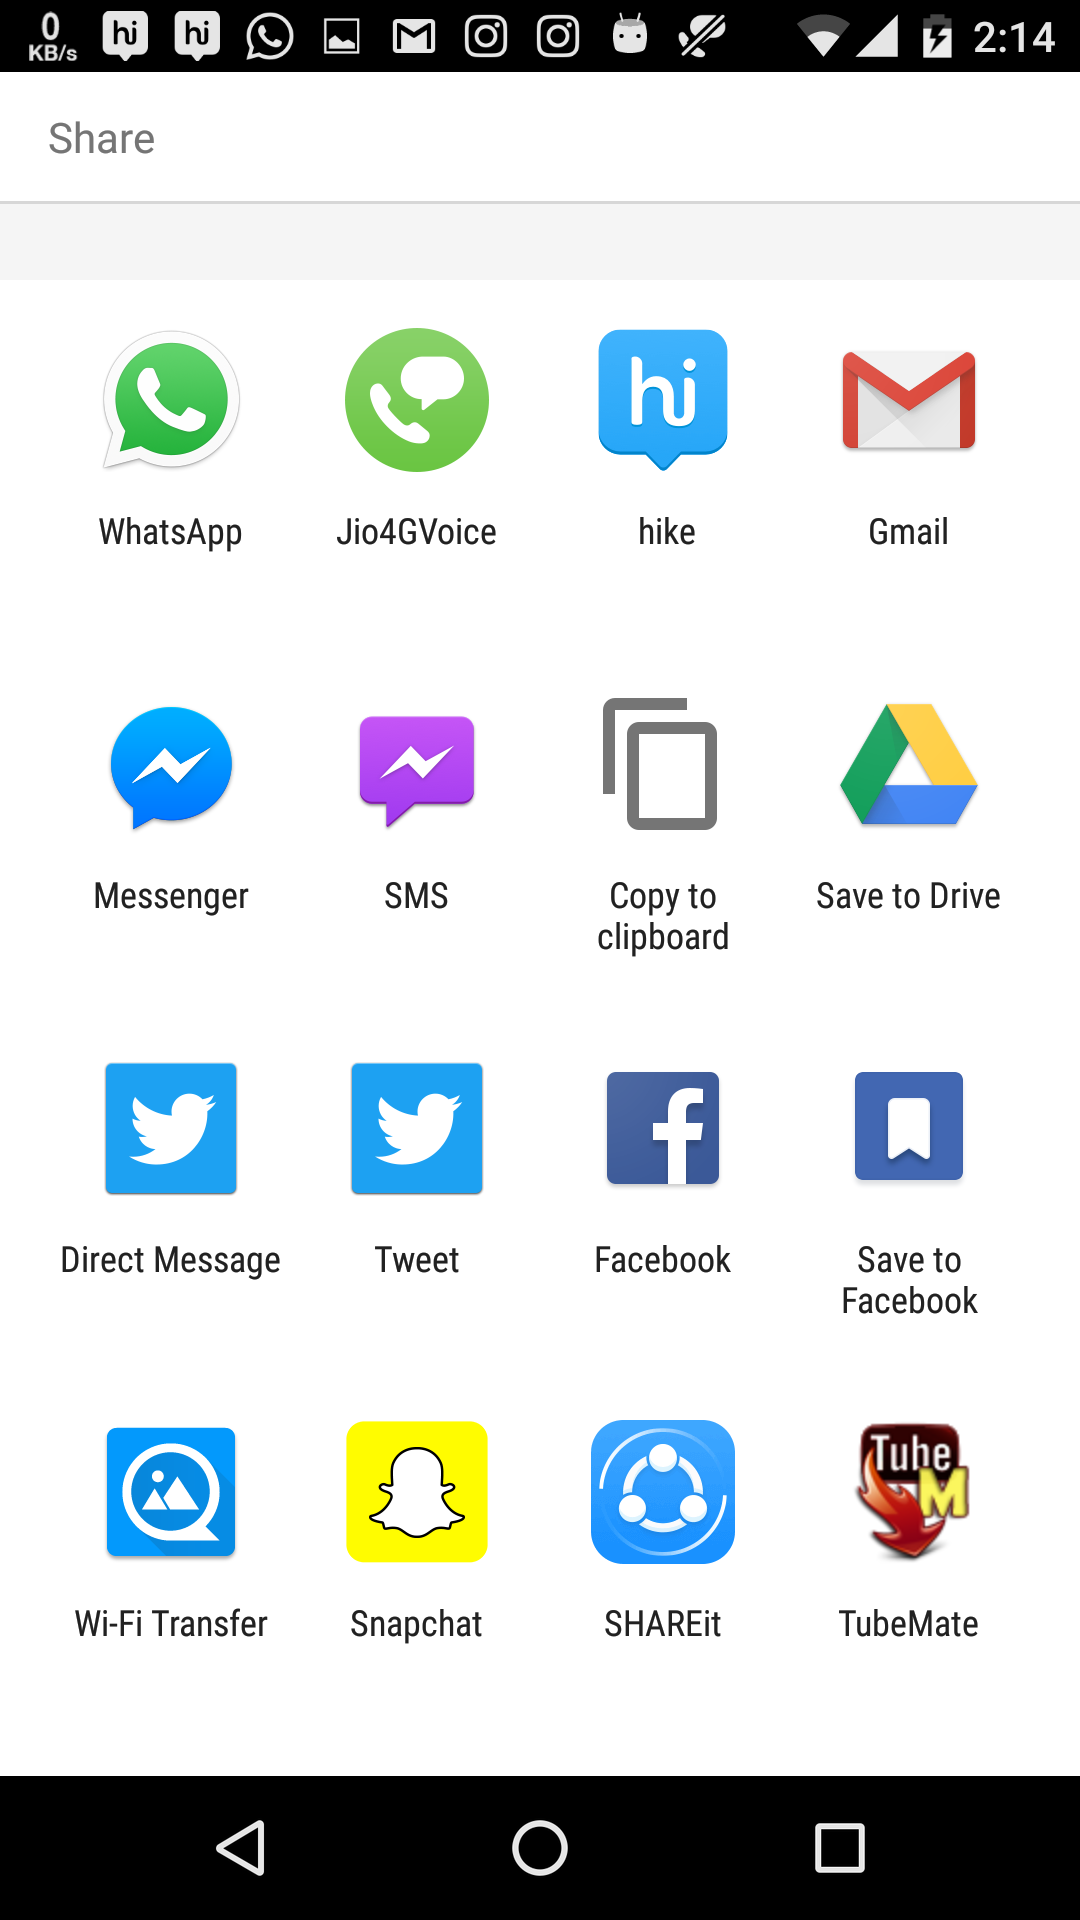 0
KB/s
hi
hi
2:14
Share
hi
WhatsApp
Jio4GVoice
hike
Gmail
Messenger
SMS
Copy to
clipboard
Save to Drive
Direct Message
Tweet
Facebook
Save to
Facebook
Tube
M
Wi-Fi Transfer
Snapchat
SHAREit
TubeMate